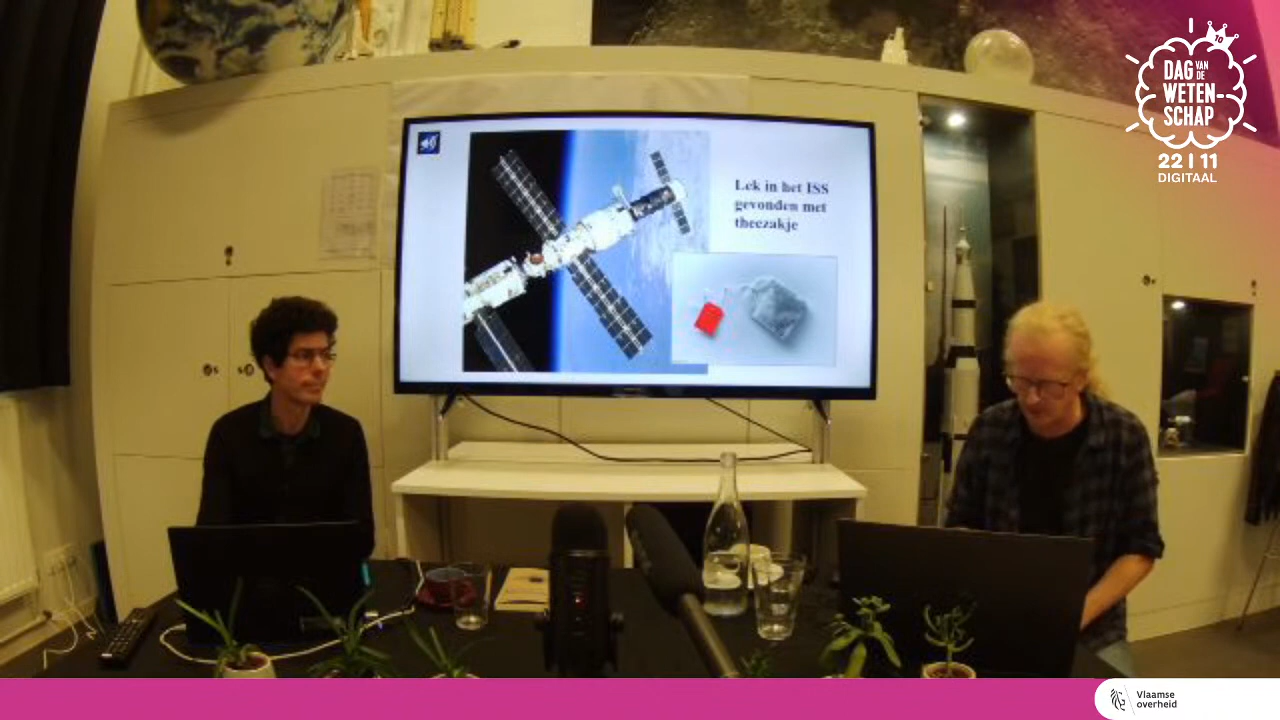 DAG VAN DE
WETEN-
SCHAP
22 | 11
DIGITAAL
Lek in het ISS
gevonden met
theezakje
Vlaamse
overheid